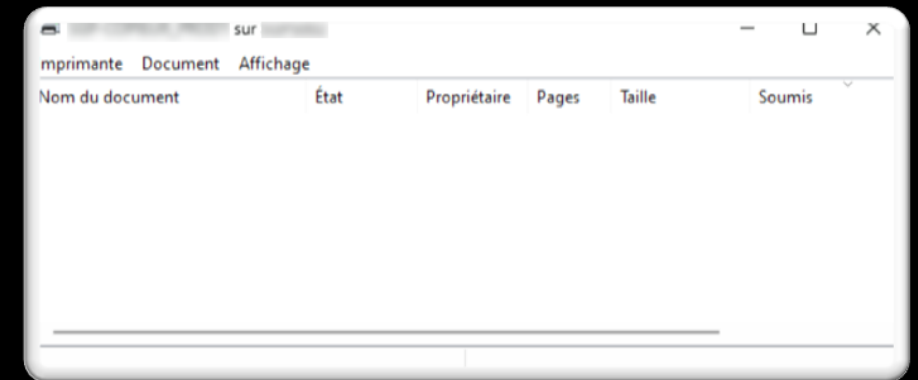 sur
mprimante Document Affichage
Nom du document État Propriétaire Pages Taille Soumis